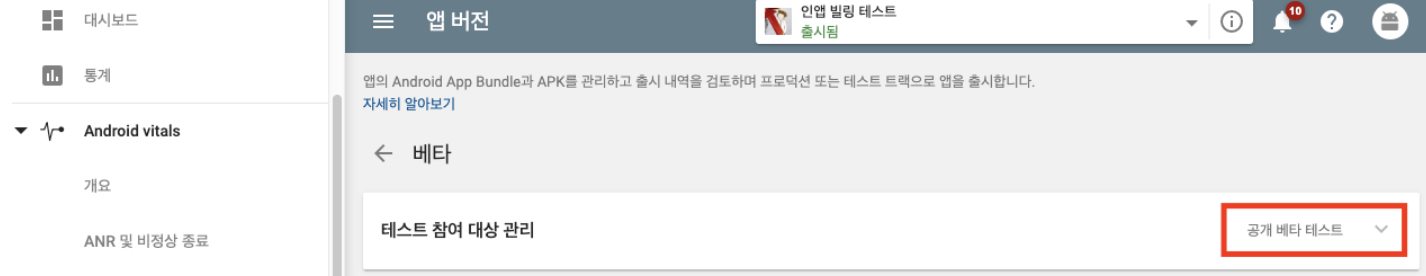 대시보드
통계
Android vitals
개요
ANR 및 비정상 종료
앱 버전
인앱 빌링 테스트
출시됨
10
앱의 Android App Bundle과 APK를 관리하고 출시 내역을 검토하며 프로덕션 또는 테스트 트랙으로 앱을 출시합니다.
자세히 알아보기
베타
테스트 참여 대상 관리
공개 베타 테스트